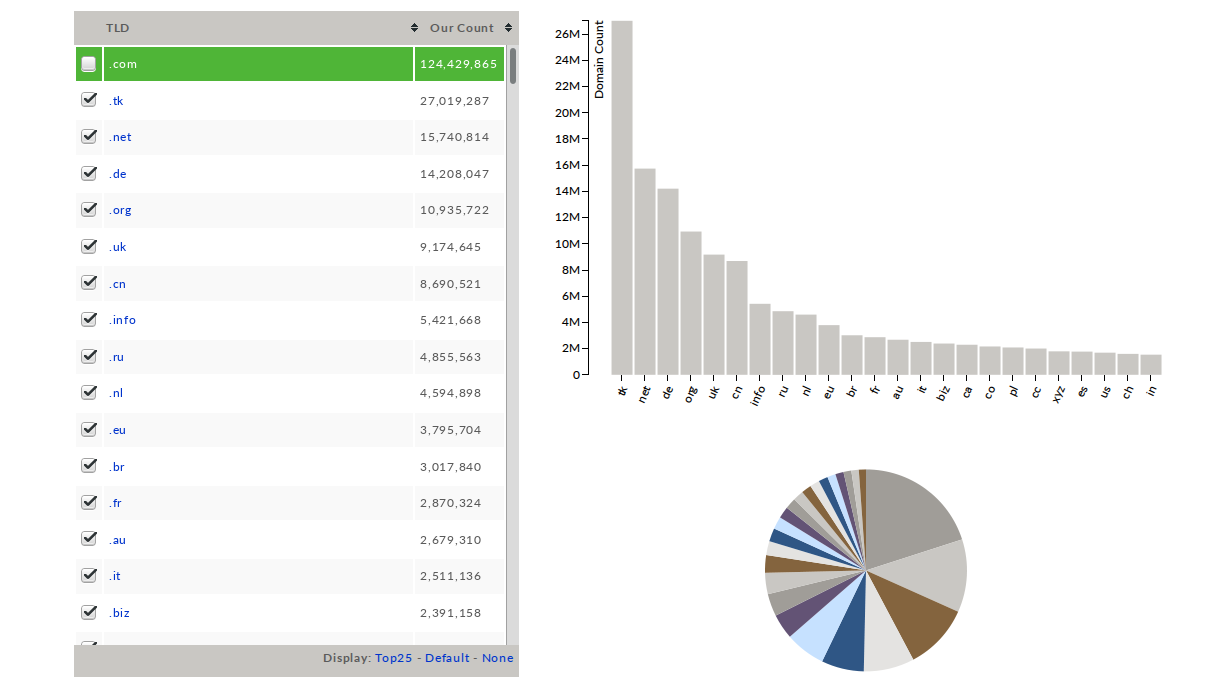 TLD Our Count
.com 124,429,865
.tk 27,019,287
.net 15,740,814
.de 14,208,047
.org 10,935,722
.uk 9,174,645
.cn 8,690,521
.info 5,421,668
.ru 4,855,563
.nl 4,594,898
.eu 3,795,704
.br 3,017,840
.fr 2,870,324
.au 2,679,310
.it 2,511,136
.biz 2,391,158
Display: Top25 - Default - None
Domain Count
26M
24M
22M
20M
18M
16M
14M
12M
10M
8M
6M
4M
2M
0
tk net de org uk cn info ru nl eu br fr au it biz ca co pl cc xyz es us ch in